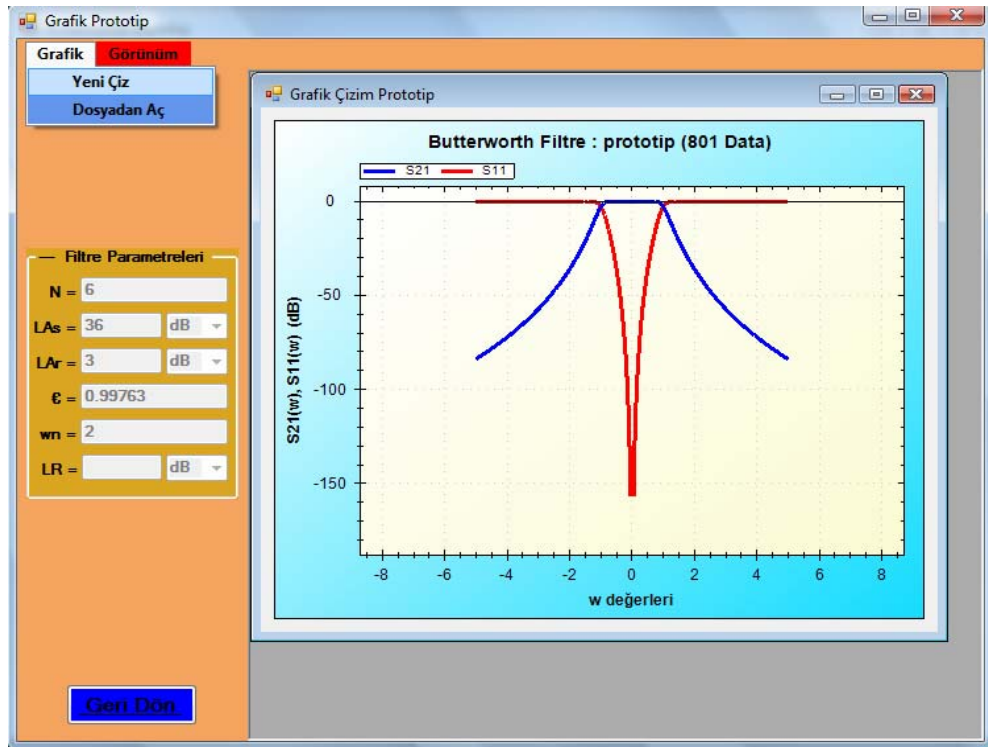 Grafik Prototip
Grafik Görünüm
Yeni Çiz
Dosyadan Aç
Filtre Parametreleri
N = 6
LAs = 36 dB
LAr = 3 dB
€ = 0.99763
wn = 2
LR = dB
Geri Dön
Grafik Çizim Prototip
Butterworth Filtre : prototip (801 Data)
S21 S11
S21(w), S11(w) (dB)
0
-50
-100
-150
-8 -6 -4 -2 0 2 4 6 8
w değerleri